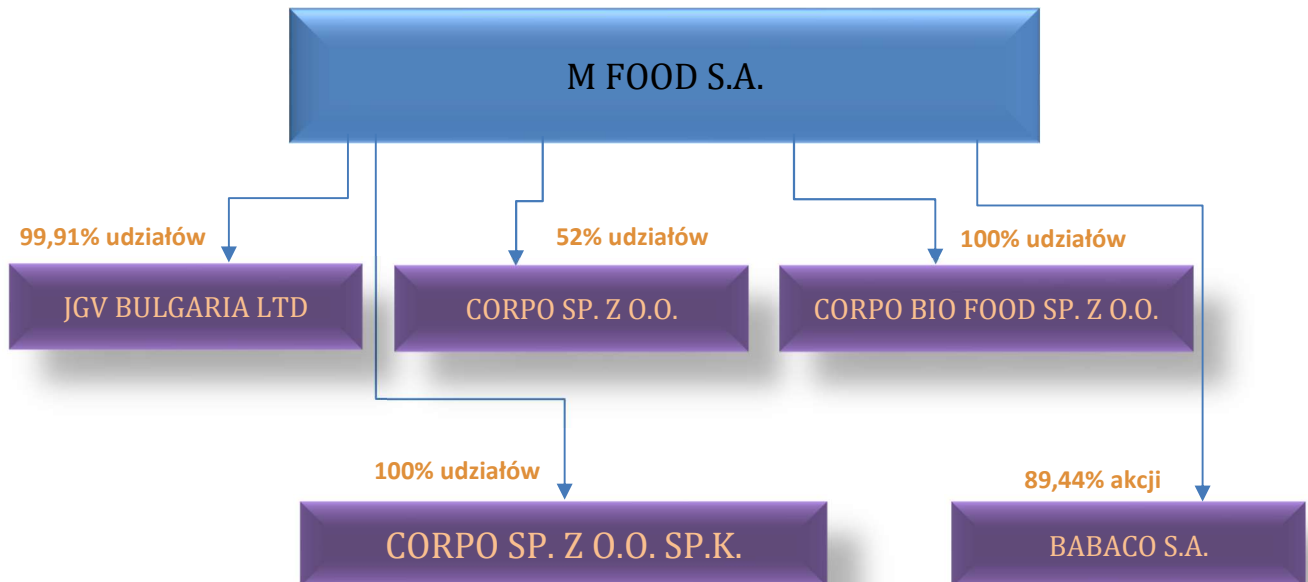 M FOOD S.A.
99,91% udziałów
52% udziałów
100% udziałów
JGV BULGARIA LTD
CORPO SP. Z O.O.
CORPO BIO FOOD SP. Z O.O.
100% udziałów
89,44% akcji
CORPO SP. Z O.O. SP.K.
BABACO S.A.